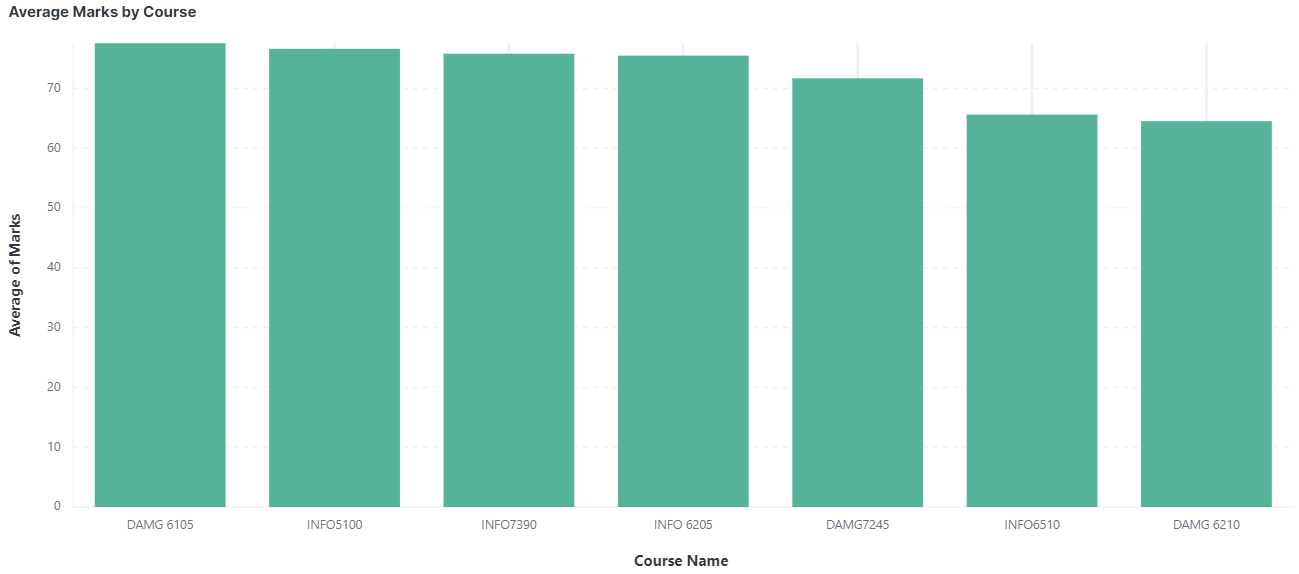 Average Marks by Course
Average of Marks
70
60
50
40
30
20
10
0
DAMG 6105 INFO5100 INFO7390 INFO 6205 DAMG7245 INFO6510 DAMG 6210
Course Name